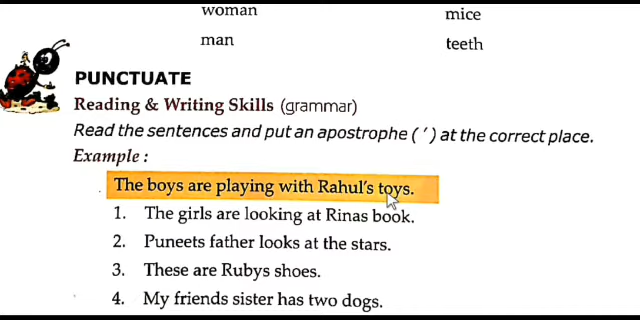 woman mice
man teeth
PUNCTUATE
Reading & Writing Skills (grammar)
Read the sentences and put an apostrophe ( ′ ) at the correct place.
Example :
The boys are playing with Rahul's toys.
1. The girls are looking at Rinas book.
2. Puneets father looks at the stars.
3. These are Rubys shoes.
4. My friends sister has two dogs.